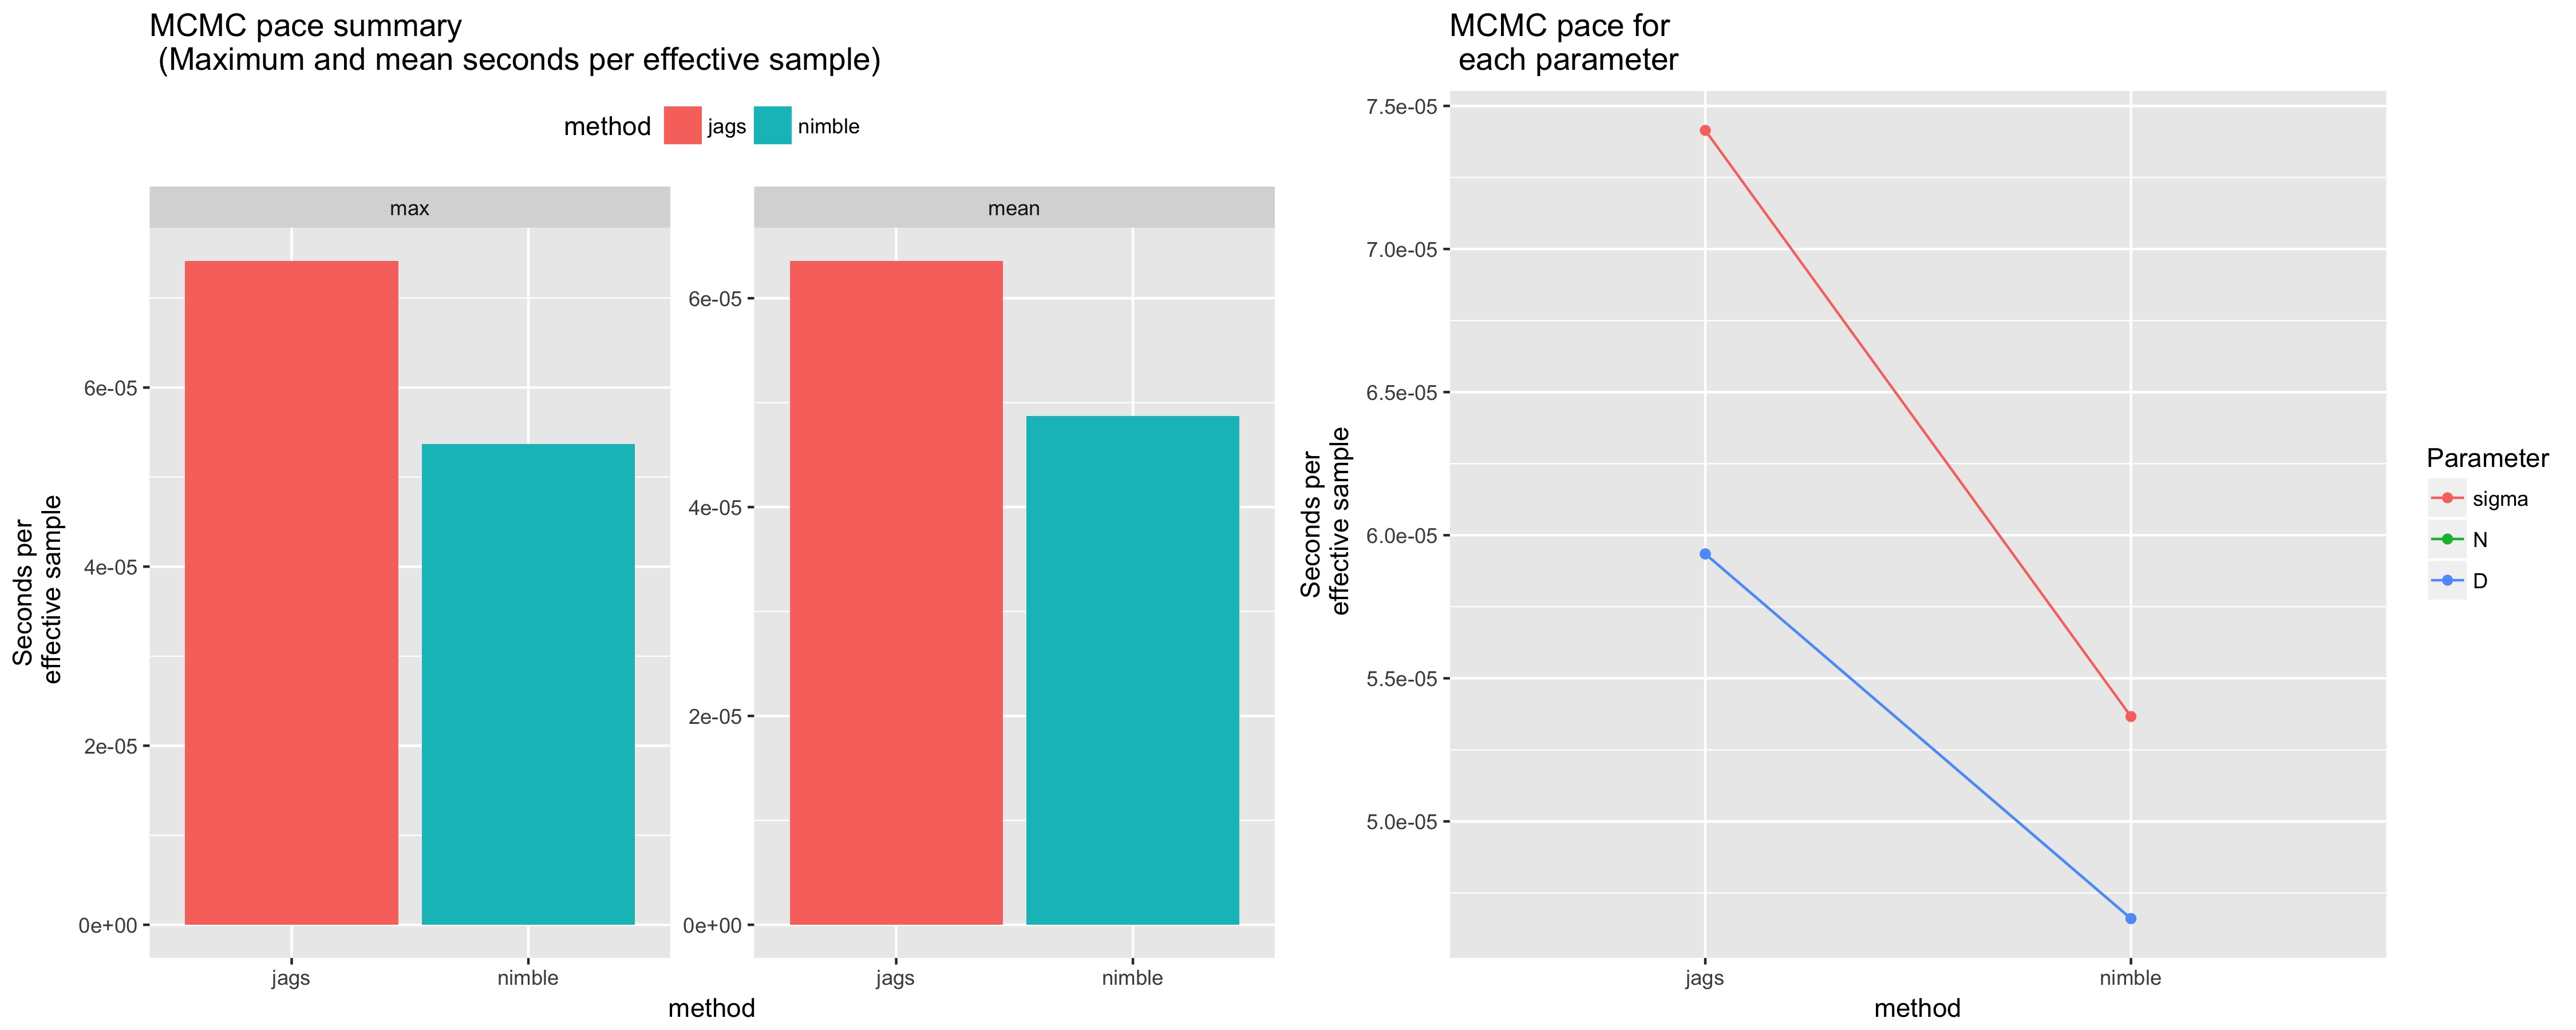 MCMC pace summary
(Maximum and mean seconds per effective sample)
method jags nimble
max
mean
6e-05
4e-05
2e-05
0e+00
6e-05
4e-05
2e-05
0e+00
Seconds per
effective sample
jags nimble
jags nimble
method
MCMC pace for
each parameter
7.5e-05
7.0e-05
6.5e-05
6.0e-05
5.5e-05
5.0e-05
Seconds per
effective sample
jags nimble
method
Parameter
sigma
N
D